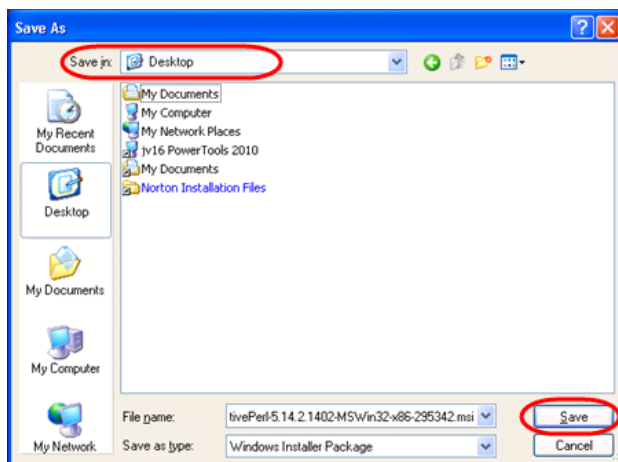 Save As
Save in:
Desktop
My Recent
Documents
Desktop
My Documents
My Computer
My Network
My Documents
My Computer
My Network Places
jv16 PowerTools 2010
My Documents
Norton Installation Files
File name:
tivePerl-5.14.2.1402-MSWin32-x86-295342.msi
Save
Save as type:
Windows Installer Package
Cancel